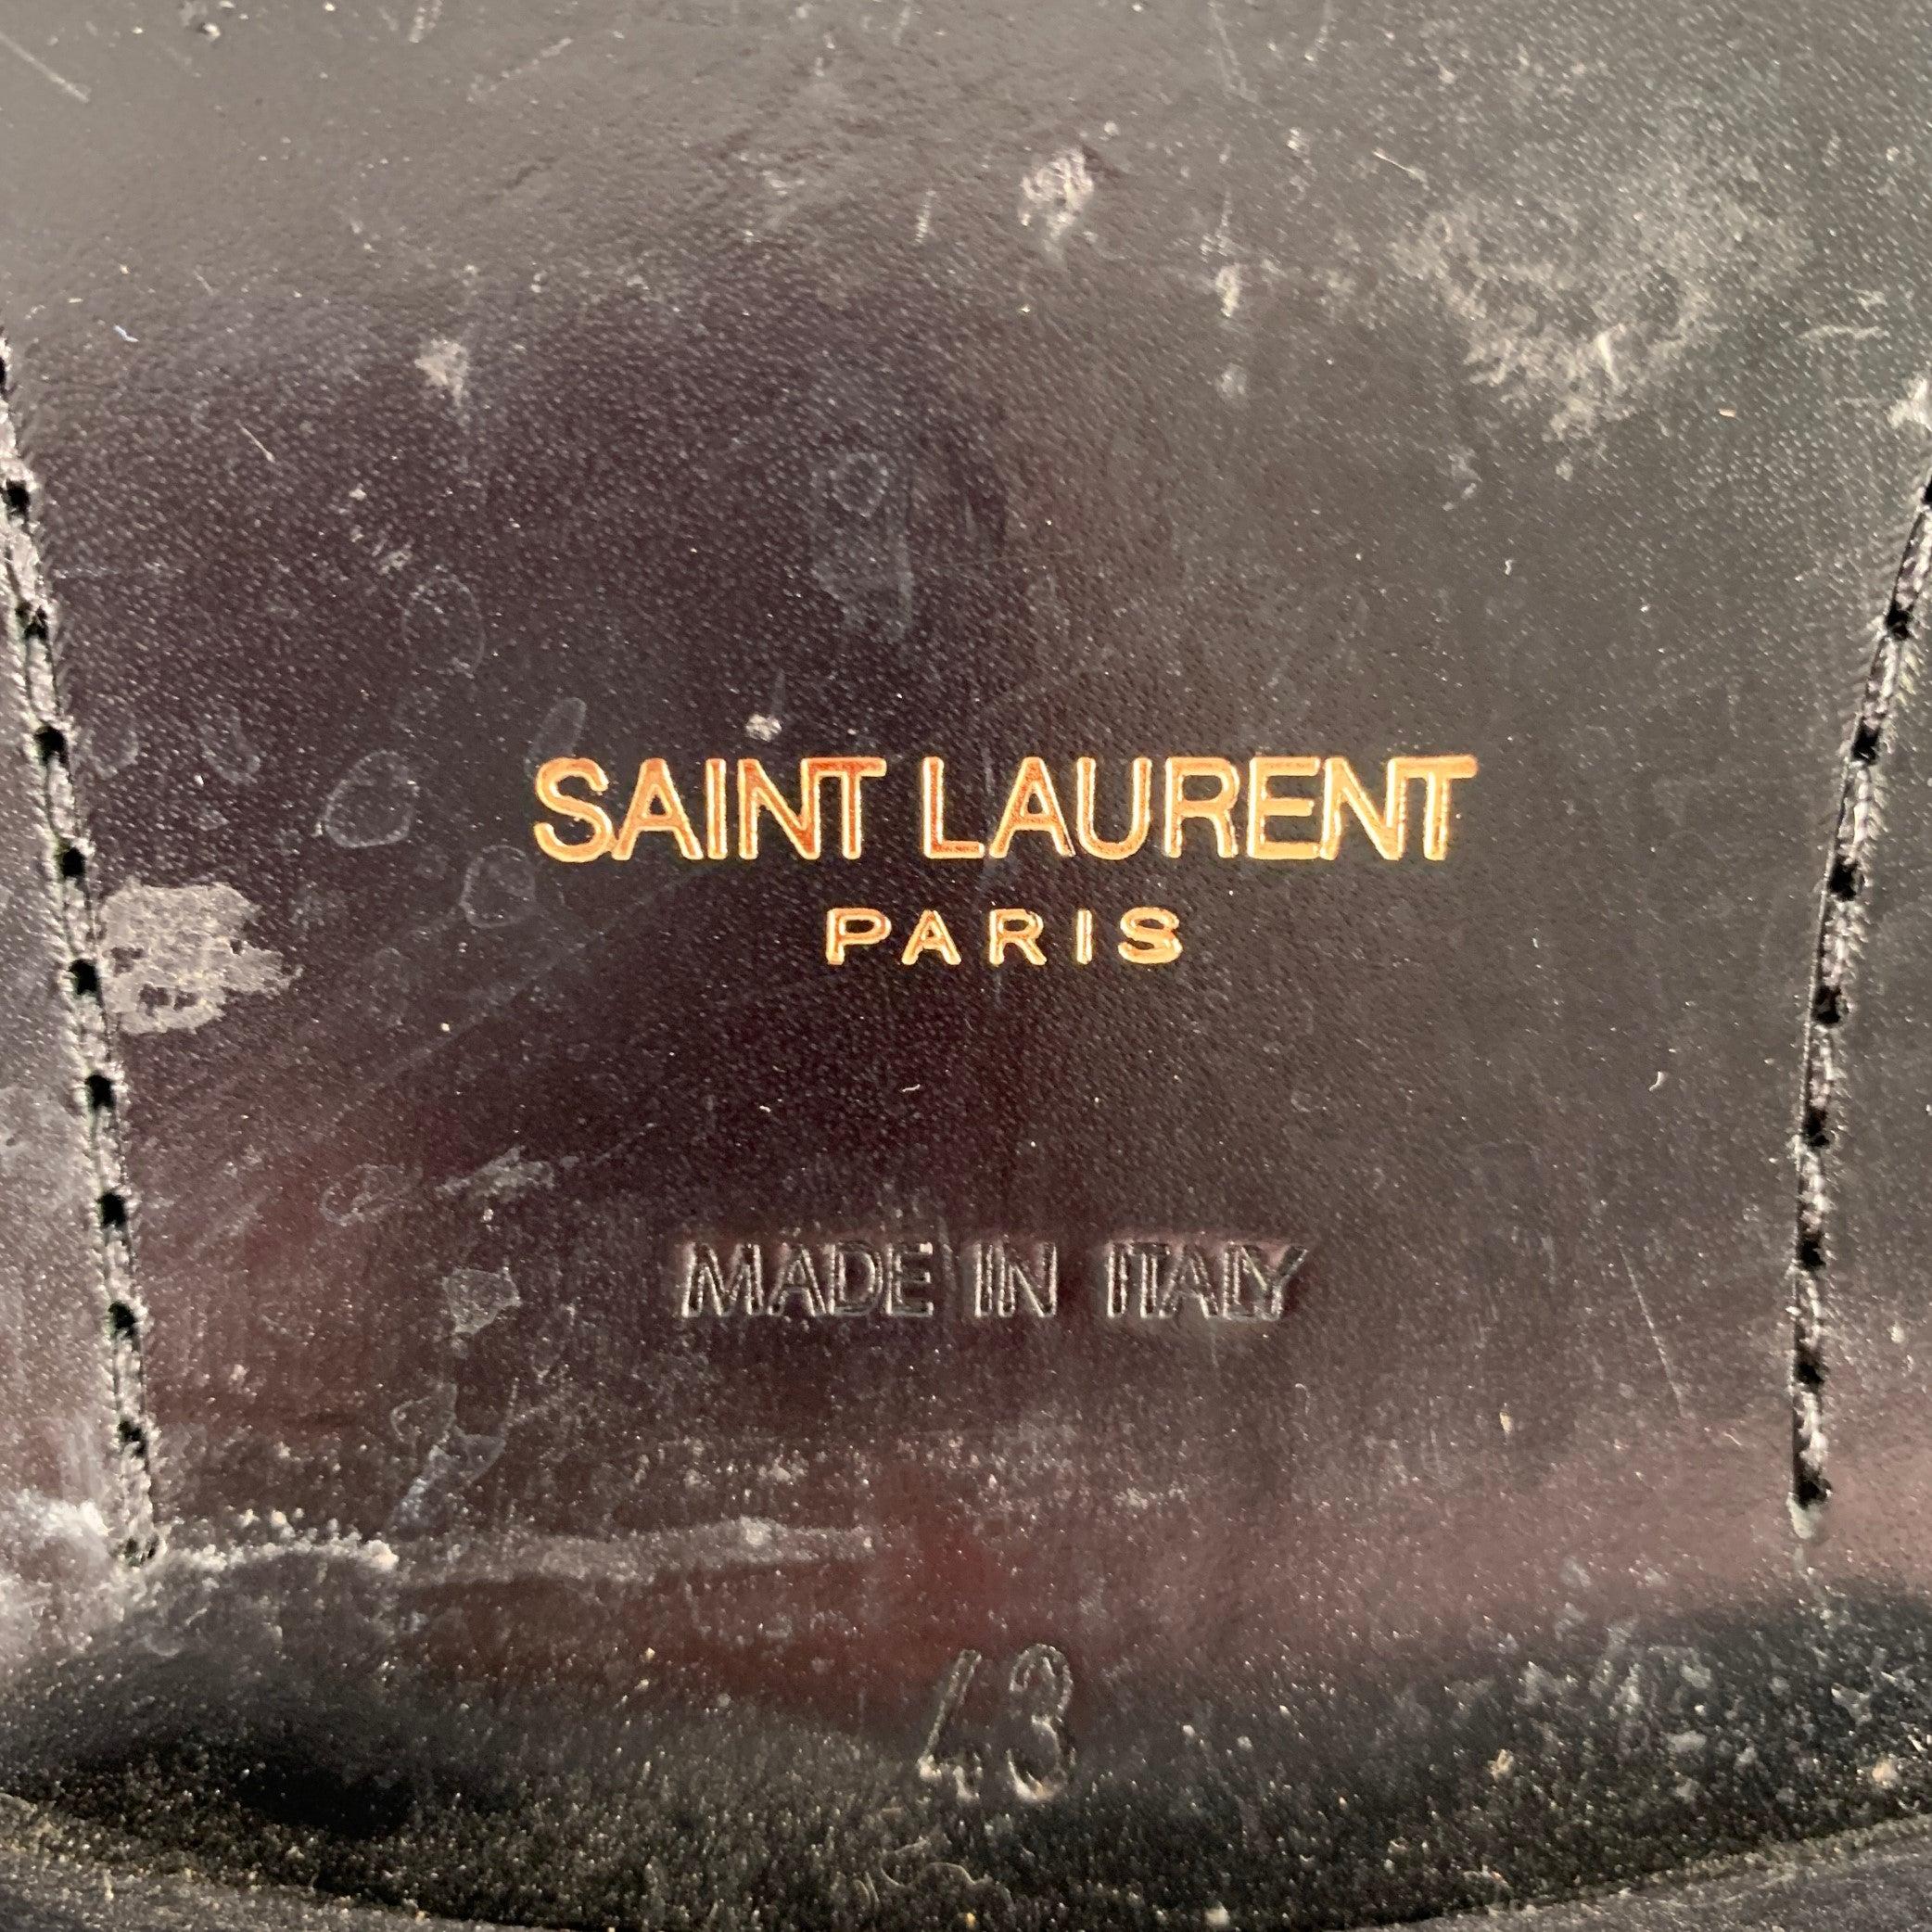 SAINT LAURENT
PARIS
MADE IN ITALY
43